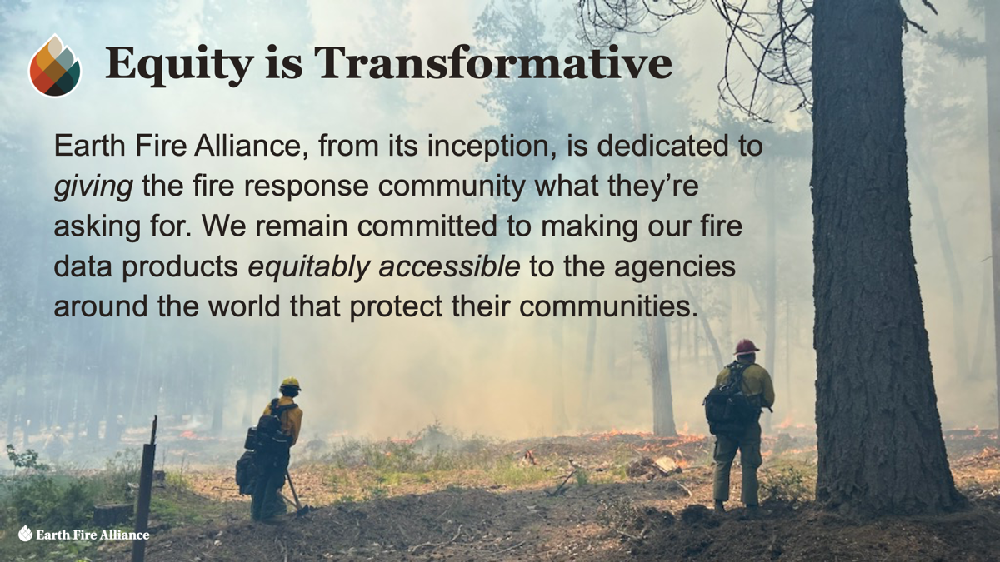 Equity is Transformative
Earth Fire Alliance, from its inception, is dedicated to
giving the fire response community what they’re
asking for. We remain committed to making our fire
data products equitably accessible to the agencies
around the world that protect their communities.
Earth Fire Alliance